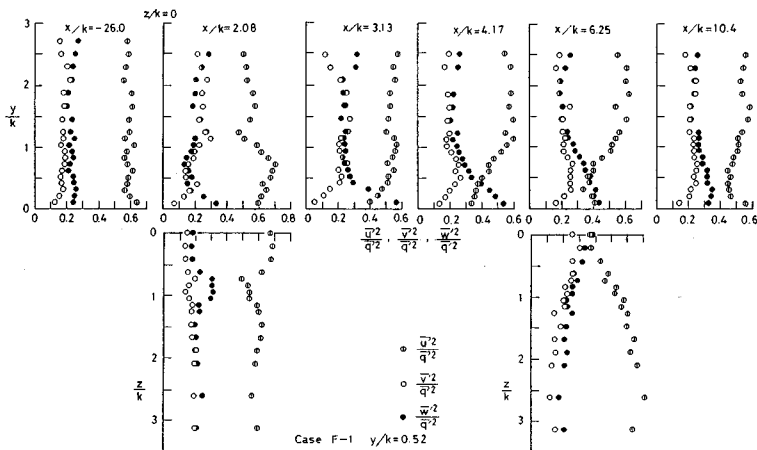 z/k=0
x/k=-26.0
x/k=2.08
x/k=3.13
x/k=4.17
x/k=6.25
x/k=10.4
3
2
y/k
1
0
0 0.2 0.4 0.6
0 0.2 0.4 0.6 0.8
0 0.2 0.4 0.6
0.2 0.4 0.6
0.2 0.4 0.6
0.2 0.4 0.6
u'²/q'² , v'²/q'² , w'²/q'²
0
1
2
z/k
3
0
1
2
z/k
3
u'²/q'²
v'²/q'²
w'²/q'²
Case F-1 y/k=0.52